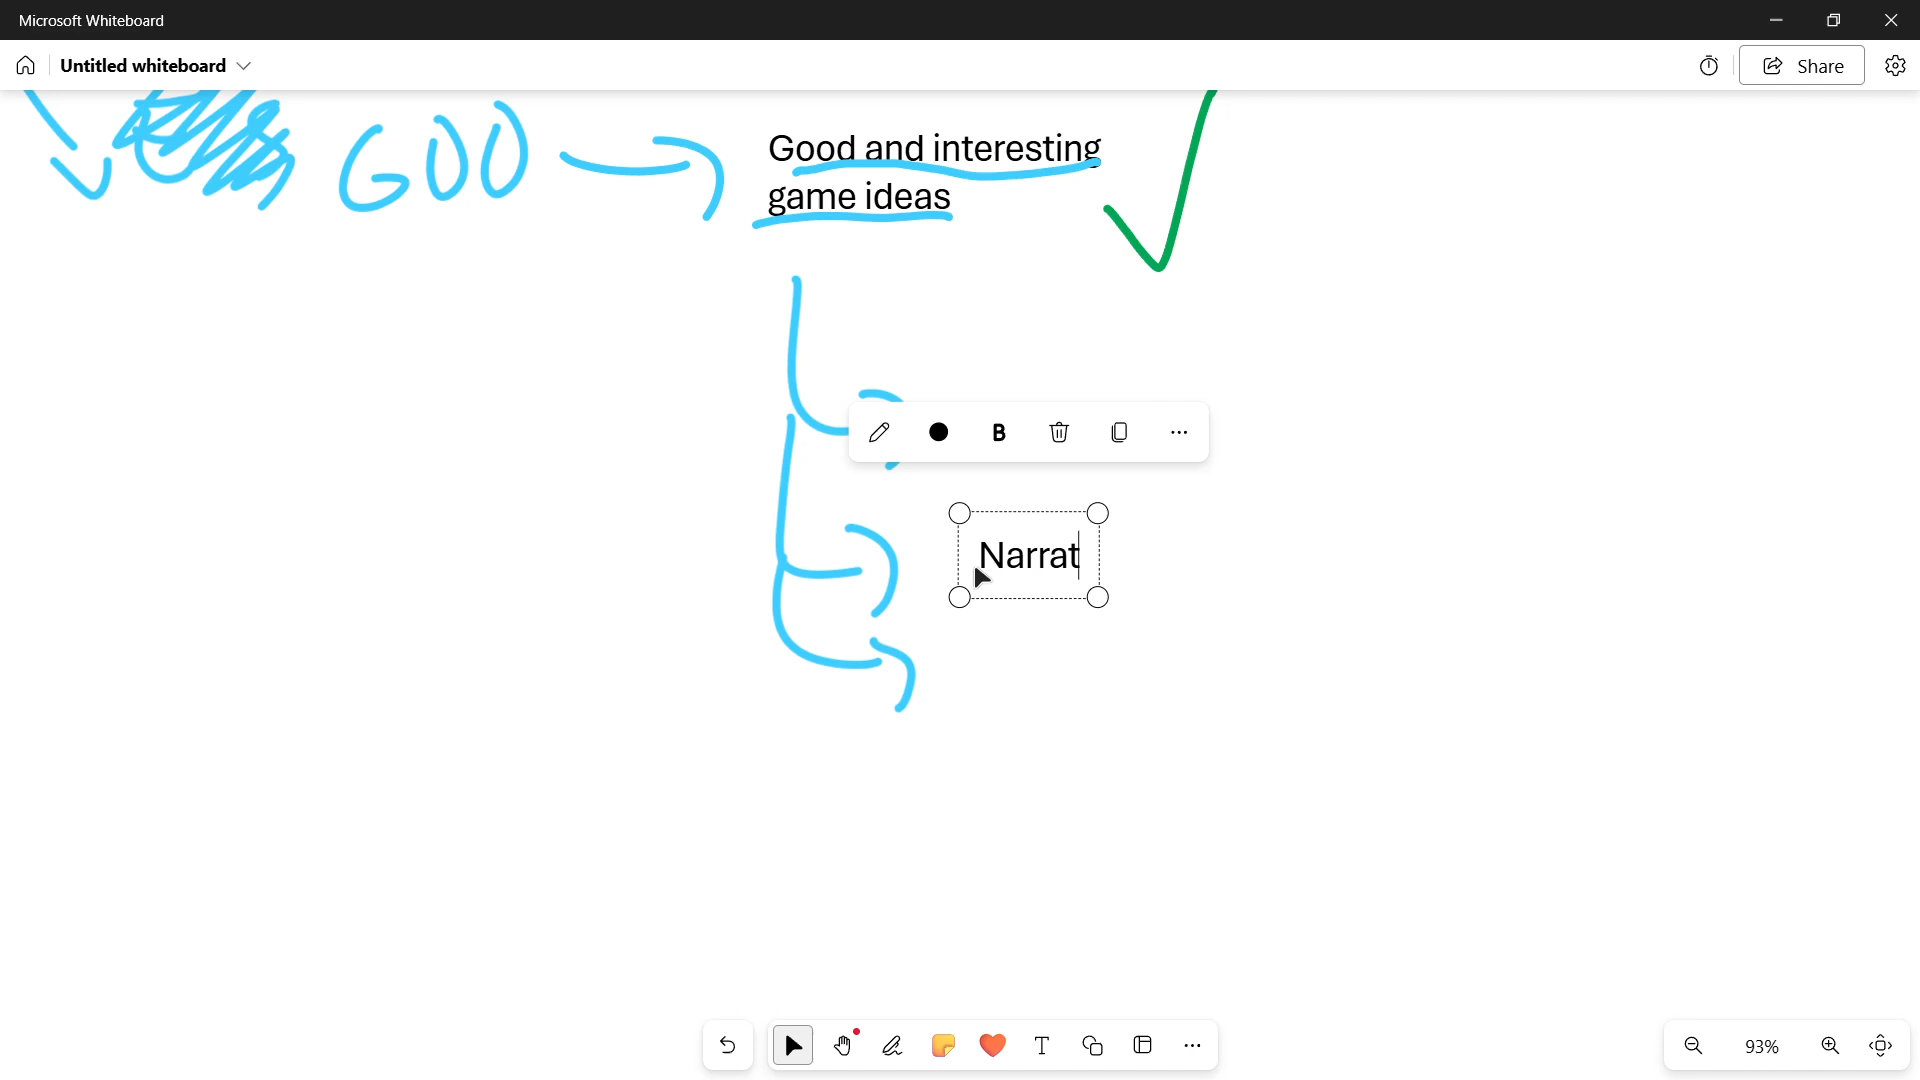 Microsoft Whiteboard
Untitled whiteboard
Share
GOO
Good and interesting
game ideas
B
Narrat
T
93%